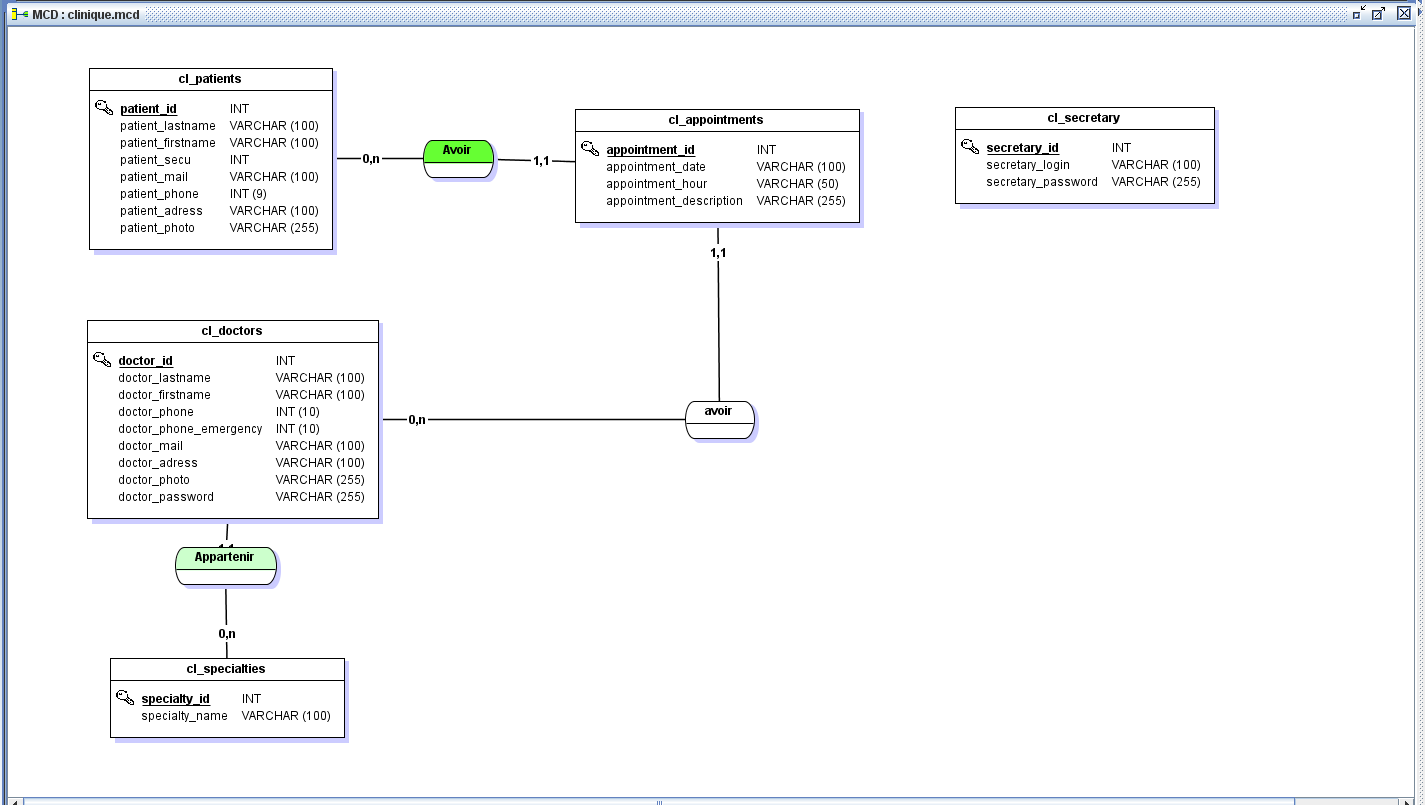 MCD : clinique.mcd
cl_patients
patient_id INT
patient_lastname VARCHAR (100)
patient_firstname VARCHAR (100)
patient_secu INT
patient_mail VARCHAR (100)
patient_phone INT (9)
patient_adress VARCHAR (100)
patient_photo VARCHAR (255)
0,n
Avoir
1,1
cl_appointments
appointment_id INT
appointment_date VARCHAR (100)
appointment_hour VARCHAR (50)
appointment_description VARCHAR (255)
cl_secretary
secretary_id INT
secretary_login VARCHAR (100)
secretary_password VARCHAR (255)
1,1
cl_doctors
doctor_id INT
doctor_lastname VARCHAR (100)
doctor_firstname VARCHAR (100)
doctor_phone INT (10)
doctor_phone_emergency INT (10)
doctor_mail VARCHAR (100)
doctor_adress VARCHAR (100)
doctor_photo VARCHAR (255)
doctor_password VARCHAR (255)
0,n
avoir
Appartenir
0,n
cl_specialties
specialty_id INT
specialty_name VARCHAR (100)